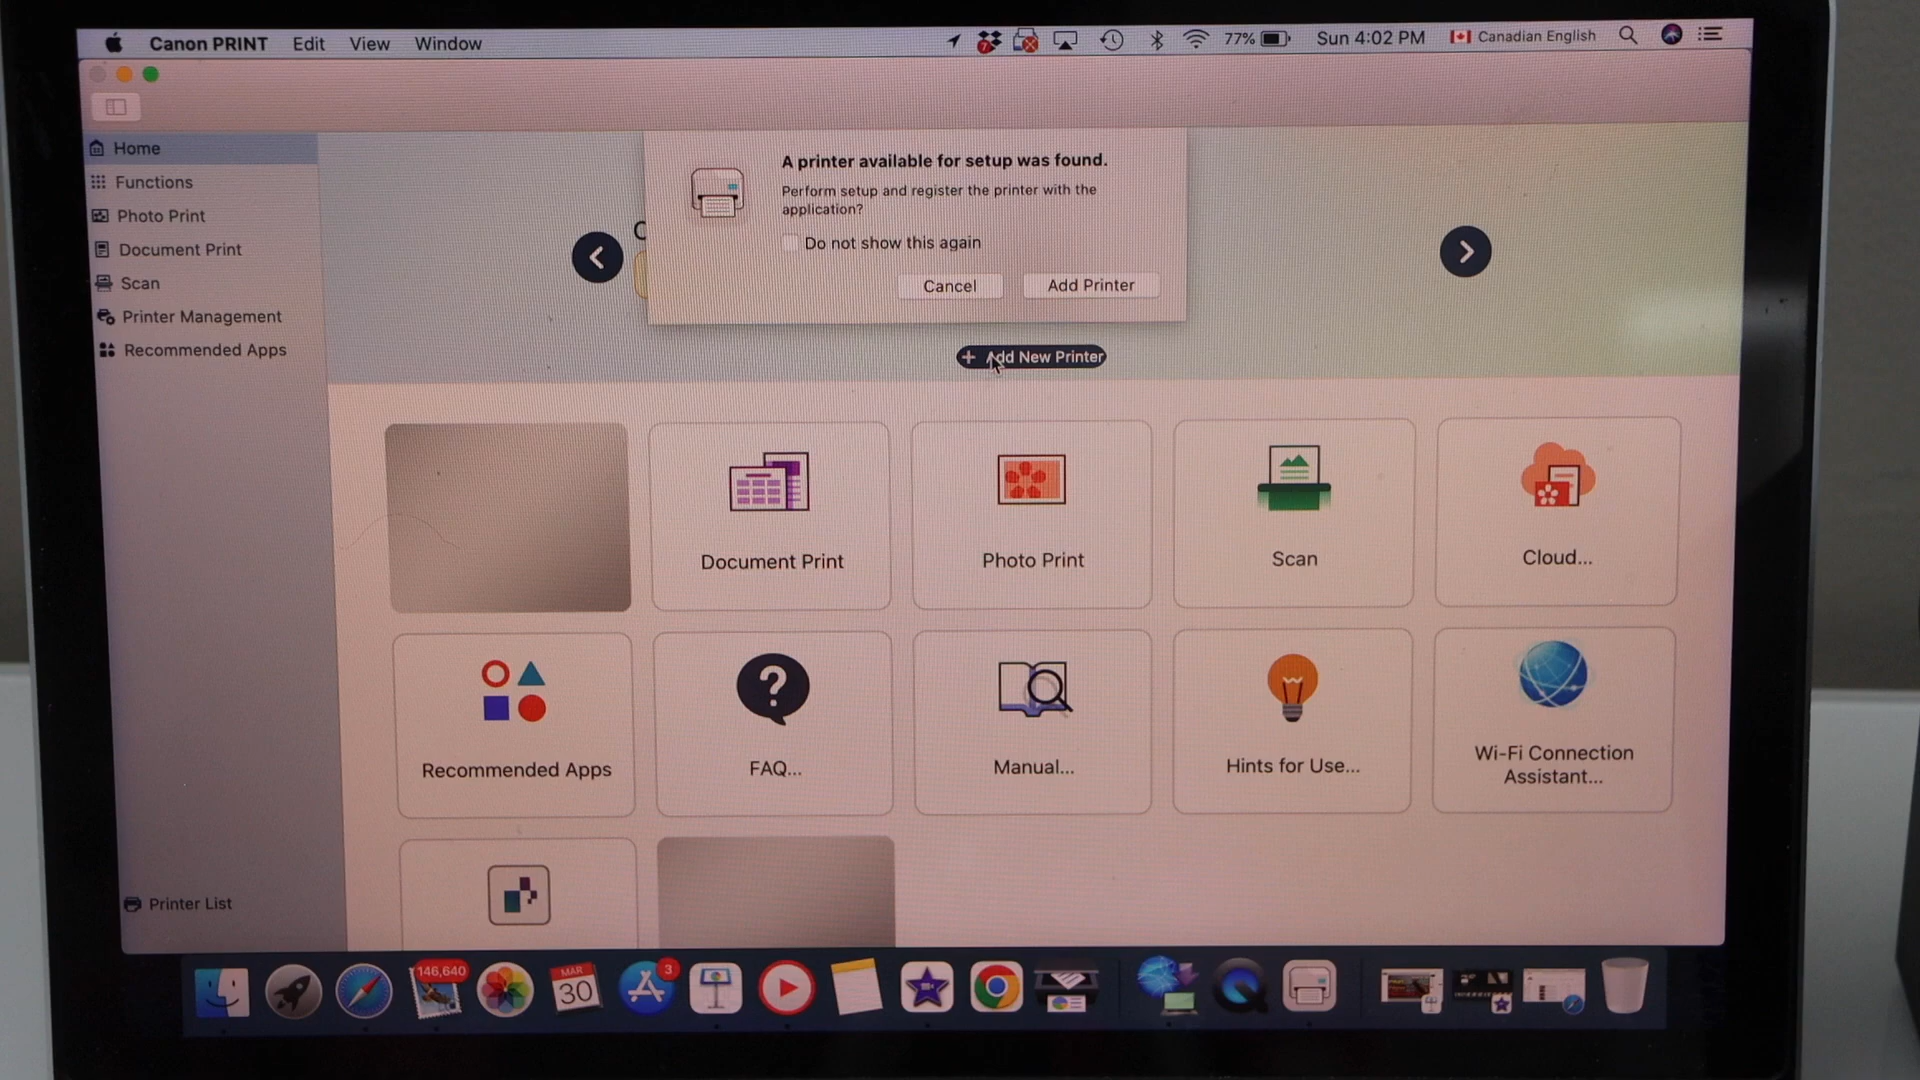 Canon PRINT Edit View Window
7 77% Sun 4:02 PM Canadian English
Home
Functions
Photo Print
Document Print
Scan
Printer Management
Recommended Apps
Printer List
A printer available for setup was found.
Perform setup and register the printer with the
application?
Do not show this again
Cancel Add Printer
+ Add New Printer
Document Print
Photo Print
Scan
Cloud...
Recommended Apps
FAQ...
Manual...
Hints for Use...
Wi-Fi Connection
Assistant...
146,640
MAR
30
3